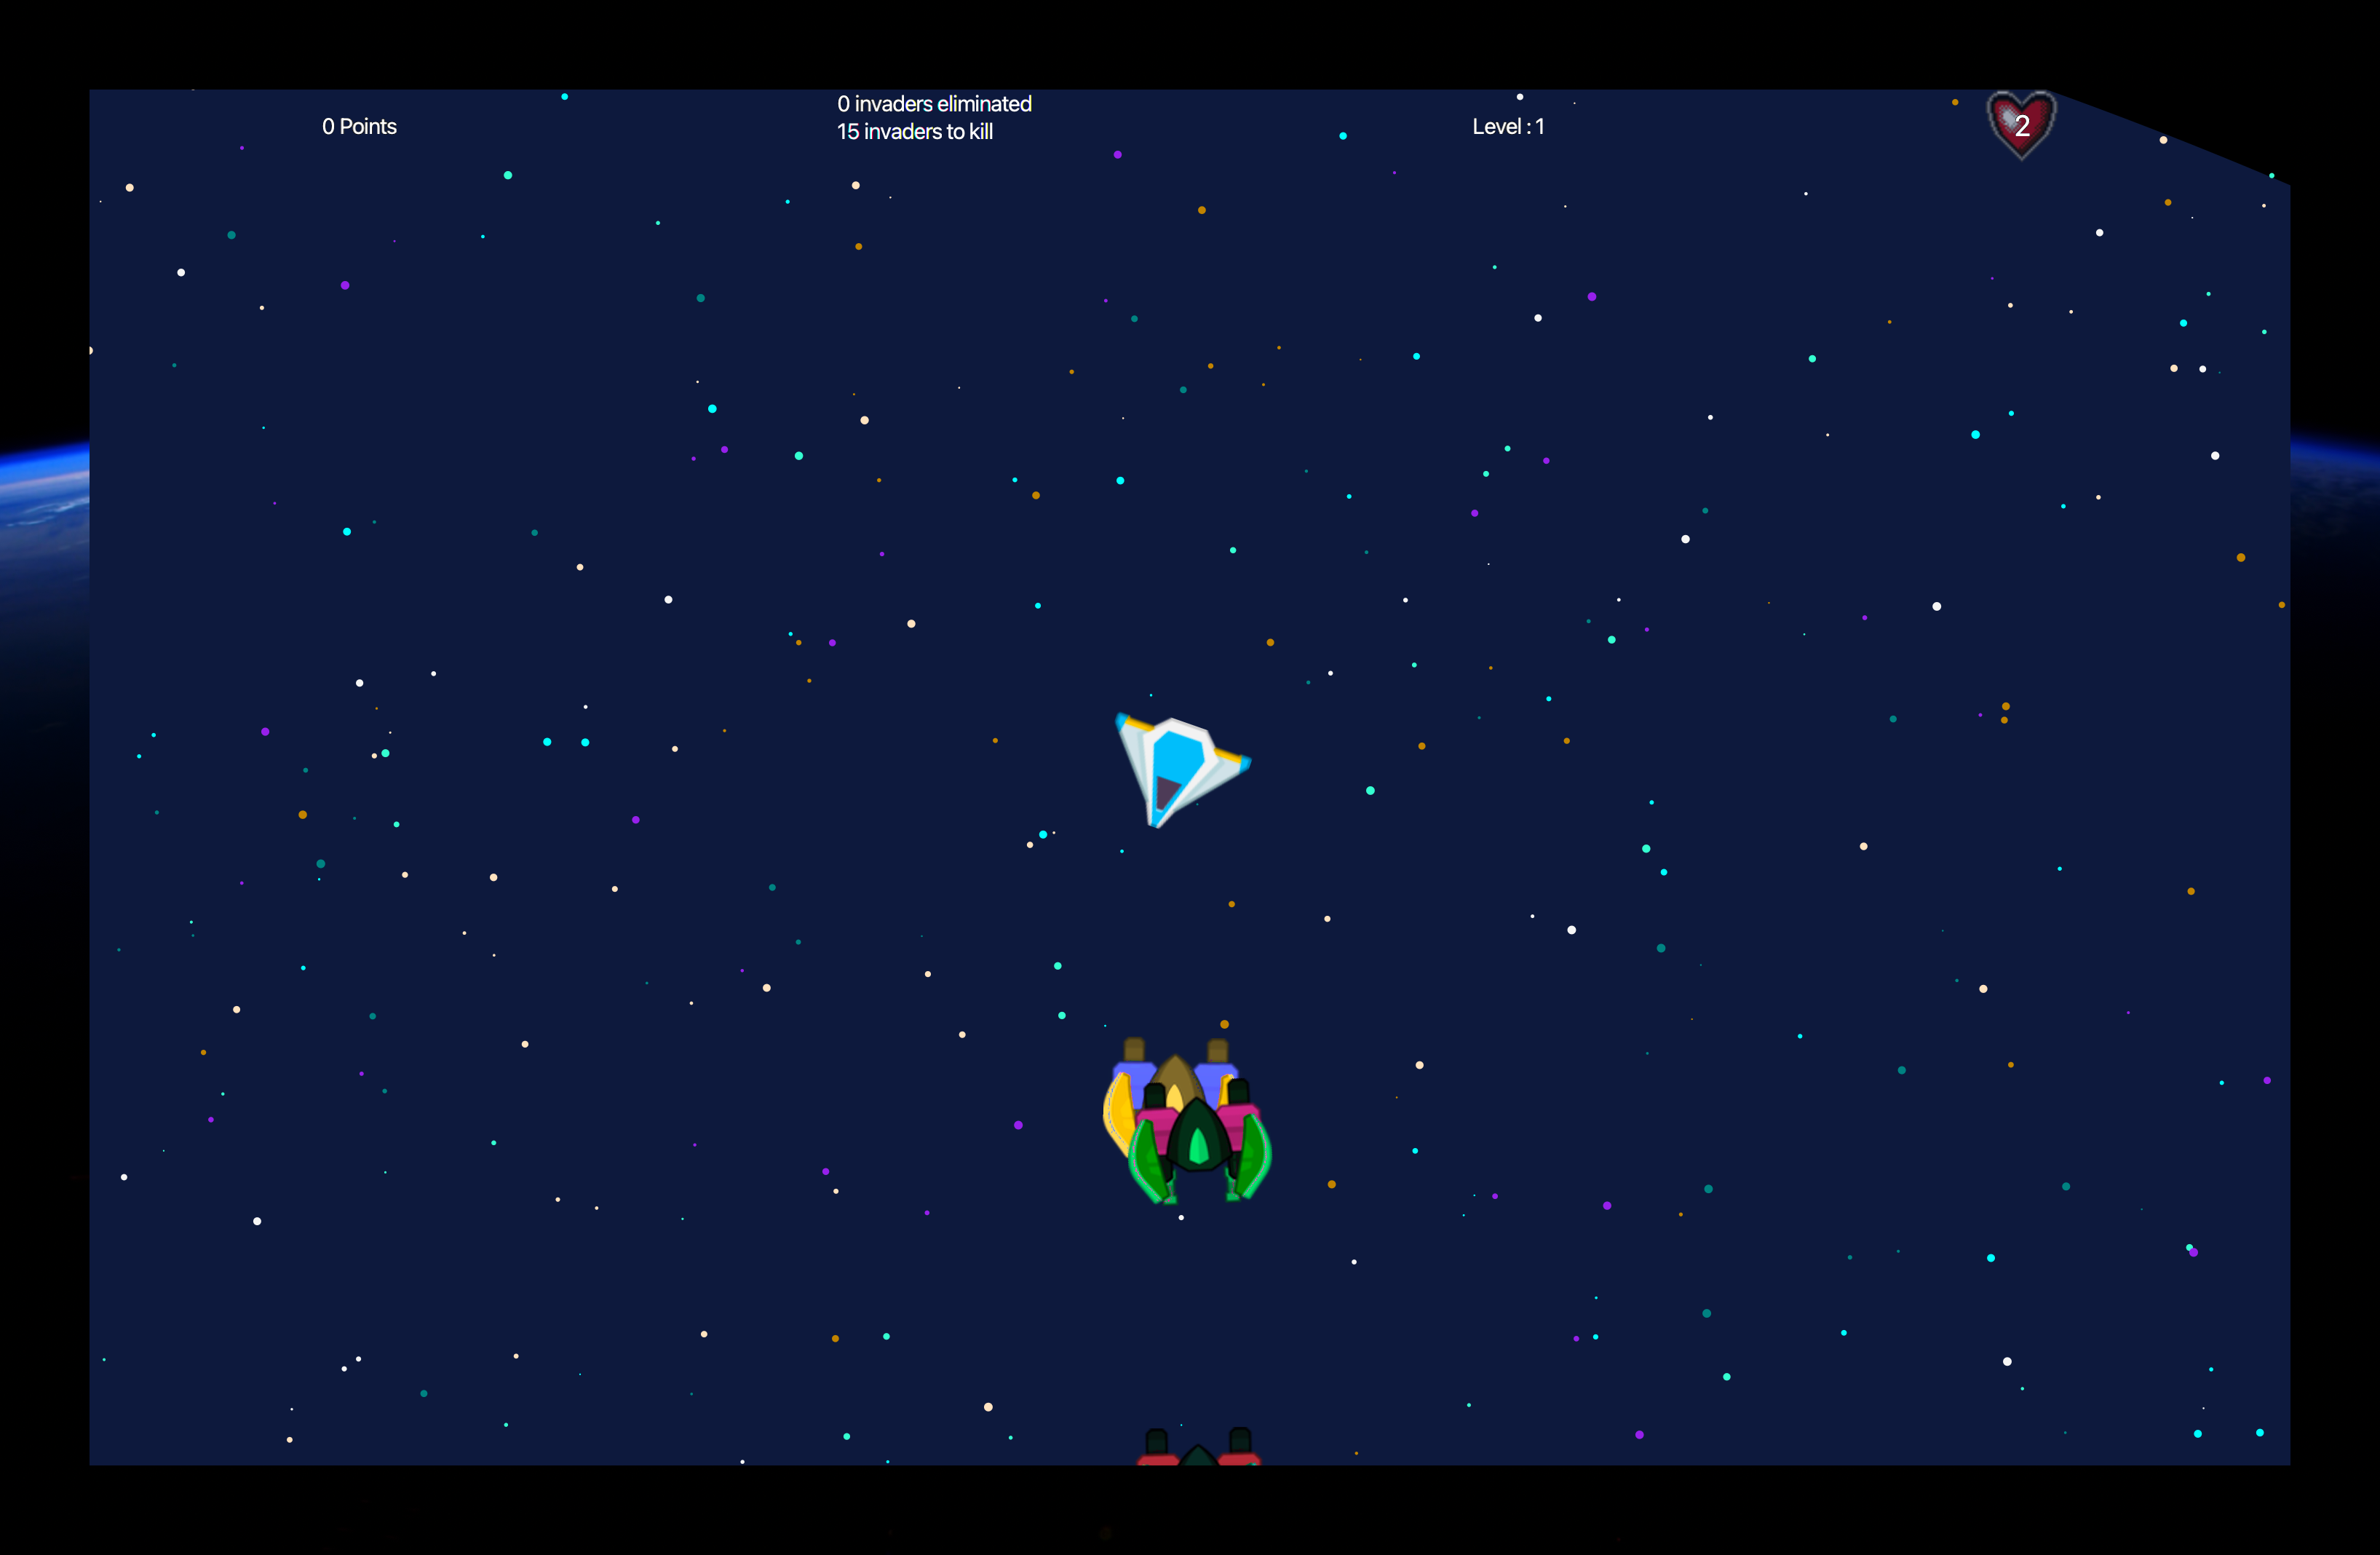 0 Points
0 invaders eliminated
15 invaders to kill
Level : 1
2